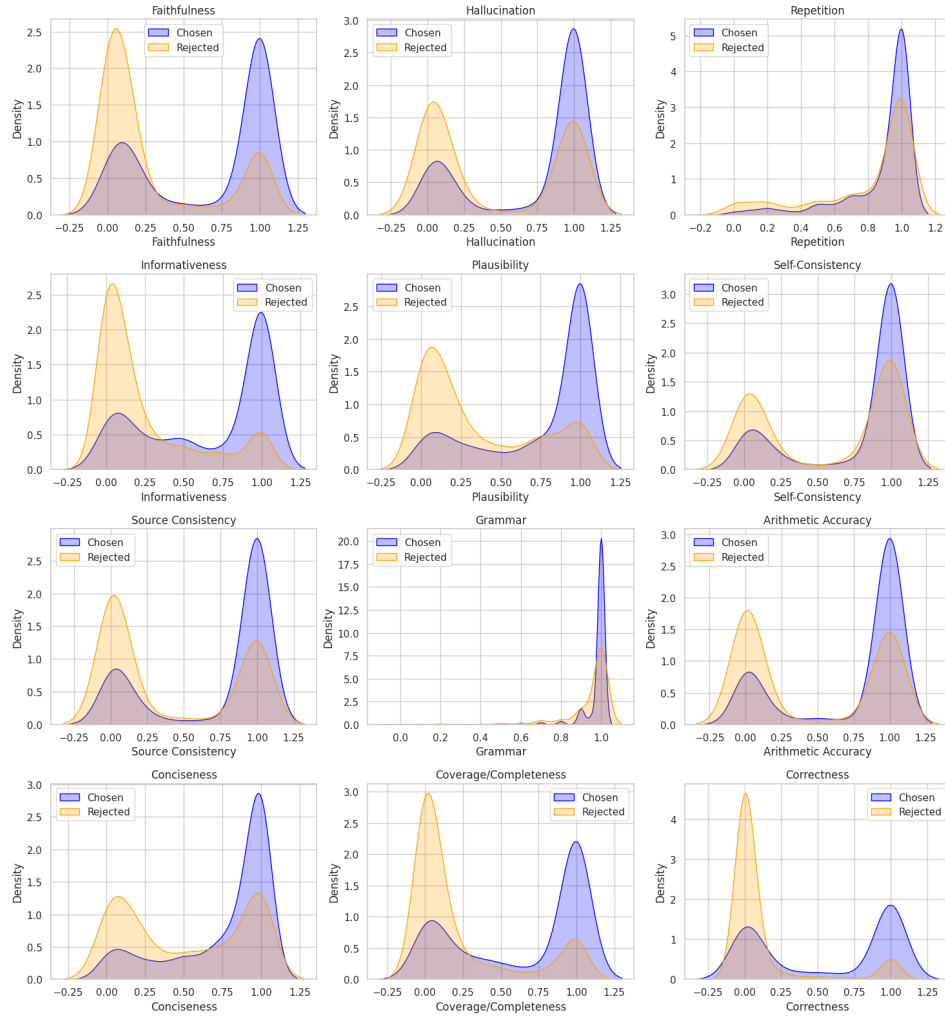 Faithfulness
Chosen
Rejected
Density
2.5
2.0
1.5
1.0
0.5
0.0
−0.25 0.00 0.25 0.50 0.75 1.00 1.25
Faithfulness
Hallucination
Chosen
Rejected
Density
3.0
2.5
2.0
1.5
1.0
0.5
0.0
−0.25 0.00 0.25 0.50 0.75 1.00 1.25
Hallucination
Repetition
Chosen
Rejected
Density
5
4
3
2
1
0
−0.2 0.0 0.2 0.4 0.6 0.8 1.0 1.2
Repetition
Informativeness
Chosen
Rejected
Density
2.5
2.0
1.5
1.0
0.5
0.0
−0.25 0.00 0.25 0.50 0.75 1.00 1.25
Informativeness
Plausibility
Chosen
Rejected
Density
2.5
2.0
1.5
1.0
0.5
0.0
−0.25 0.00 0.25 0.50 0.75 1.00 1.25
Plausibility
Self-Consistency
Chosen
Rejected
Density
3.0
2.5
2.0
1.5
1.0
0.5
0.0
−0.25 0.00 0.25 0.50 0.75 1.00 1.25
Self-Consistency
Source Consistency
Chosen
Rejected
Density
2.5
2.0
1.5
1.0
0.5
0.0
−0.25 0.00 0.25 0.50 0.75 1.00 1.25
Source Consistency
Grammar
Chosen
Rejected
Density
20.0
17.5
15.0
12.5
10.0
7.5
5.0
2.5
0.0
0.0 0.2 0.4 0.6 0.8 1.0
Grammar
Arithmetic Accuracy
Chosen
Rejected
Density
3.0
2.5
2.0
1.5
1.0
0.5
0.0
−0.25 0.00 0.25 0.50 0.75 1.00 1.25
Arithmetic Accuracy
Conciseness
Chosen
Rejected
Density
3.0
2.5
2.0
1.5
1.0
0.5
0.0
−0.25 0.00 0.25 0.50 0.75 1.00 1.25
Conciseness
Coverage/Completeness
Chosen
Rejected
Density
3.0
2.5
2.0
1.5
1.0
0.5
0.0
−0.25 0.00 0.25 0.50 0.75 1.00 1.25
Coverage/Completeness
Correctness
Chosen
Rejected
Density
4
3
2
1
0
−0.25 0.00 0.25 0.50 0.75 1.00 1.25
Correctness